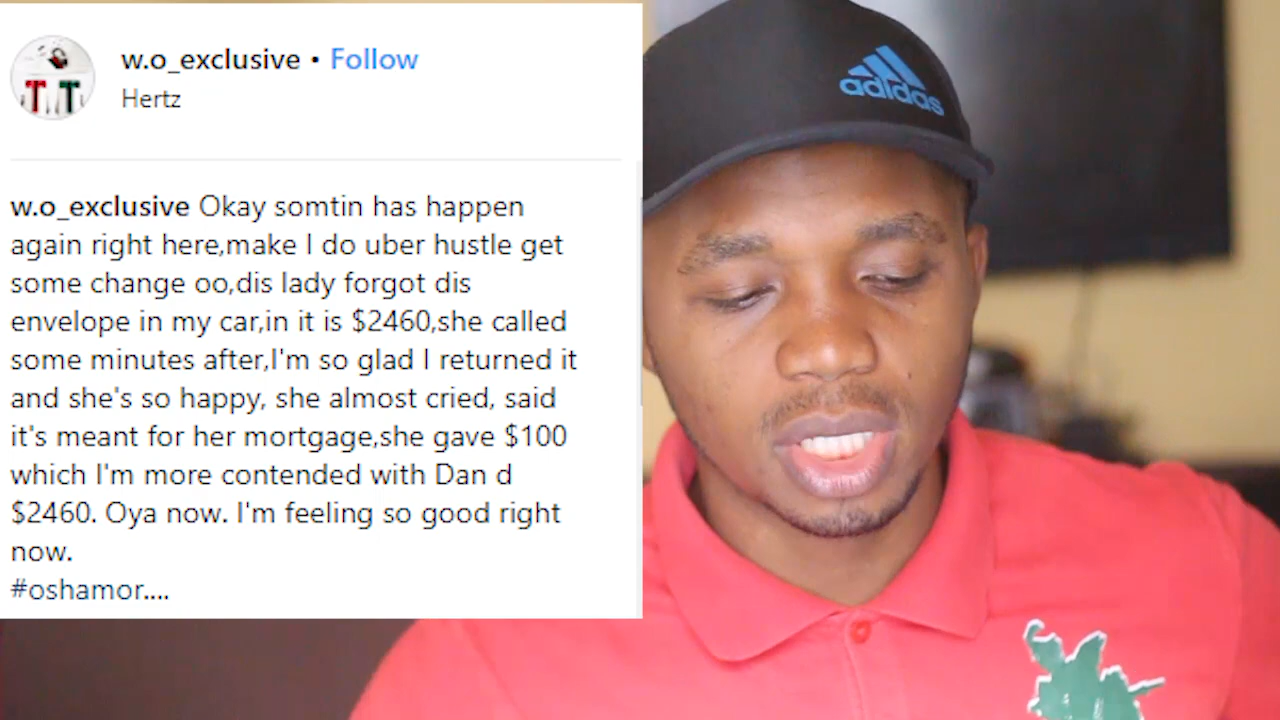 w.o_exclusive • Follow
Hertz
w.o_exclusive Okay somtin has happen
again right here,make I do uber hustle get
some change oo,dis lady forgot dis
envelope in my car,in it is $2460,she called
some minutes after,I'm so glad I returned it
and she's so happy, she almost cried, said
it's meant for her mortgage,she gave $100
which I'm more contended with Dan d
$2460. Oya now. I'm feeling so good right
now.
#oshamor....
adidas